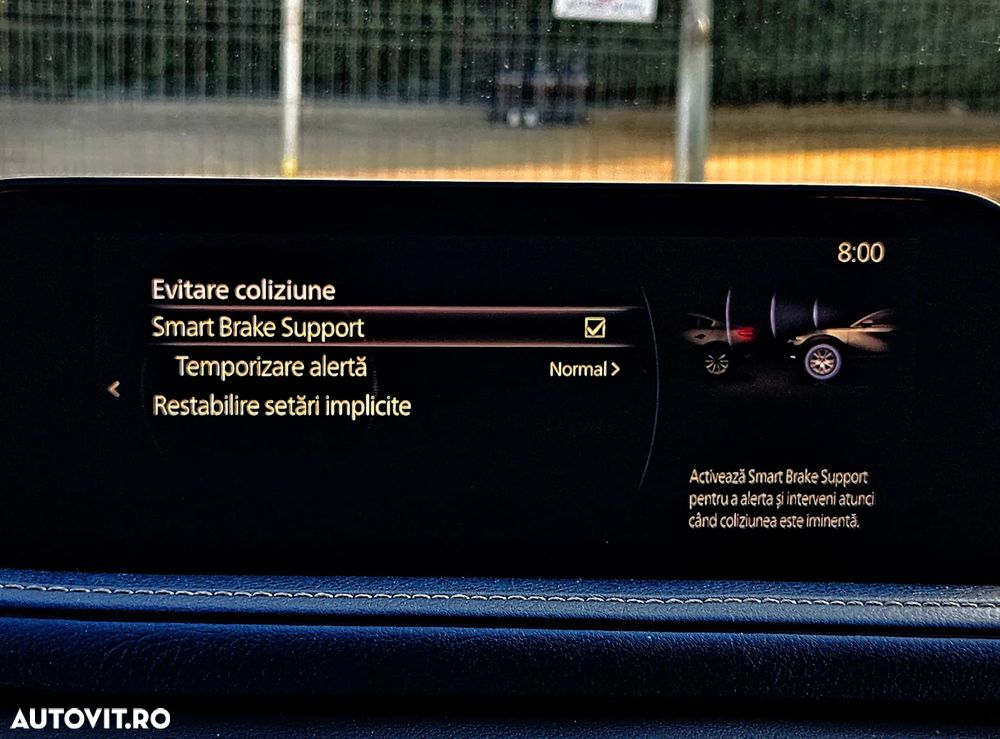 8:00
Evitare coliziune
Smart Brake Support
Temporizare alertă Normal >
<
Restabilire setări implicite
Activează Smart Brake Support
pentru a alerta și interveni atunci
când coliziunea este iminentă.
AUTOVIT.RO